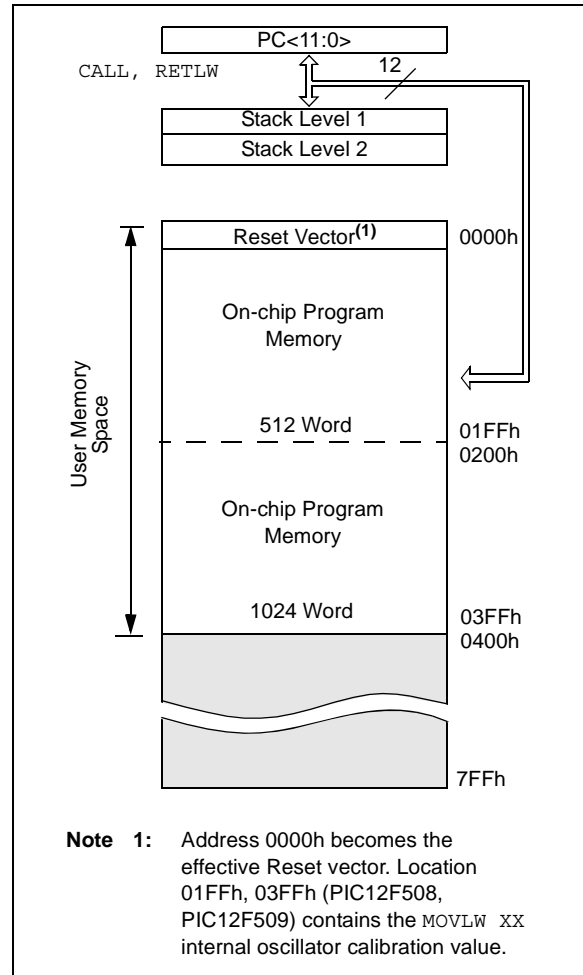 PC<11:0>
CALL, RETLW
12
Stack Level 1
Stack Level 2
Reset Vector(1)
0000h
On-chip Program
Memory
User Memory
Space
512 Word
01FFh
0200h
On-chip Program
Memory
1024 Word
03FFh
0400h
7FFh
Note 1: Address 0000h becomes the
effective Reset vector. Location
01FFh, 03FFh (PIC12F508,
PIC12F509) contains the MOVLW XX
internal oscillator calibration value.